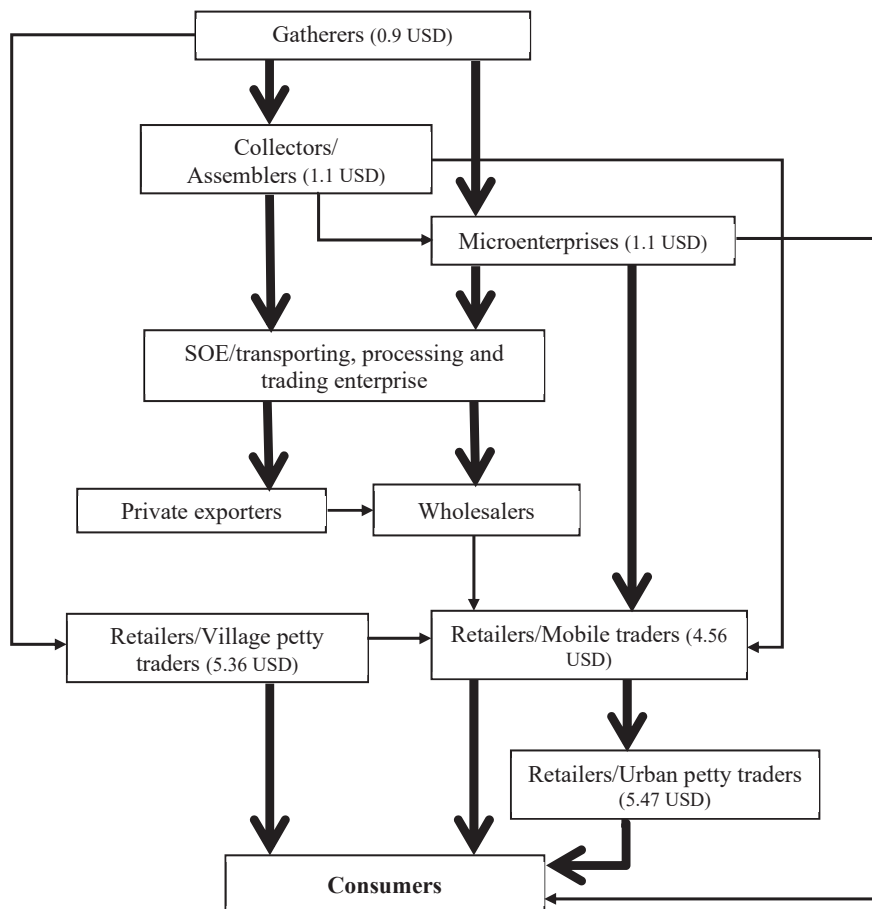 Gatherers (0.9 USD)
Collectors/
Assemblers (1.1 USD)
Microenterprises (1.1 USD)
SOE/transporting, processing and
trading enterprise
Private exporters
Wholesalers
Retailers/Village petty
traders (5.36 USD)
Retailers/Mobile traders (4.56
USD)
Retailers/Urban petty traders
(5.47 USD)
Consumers